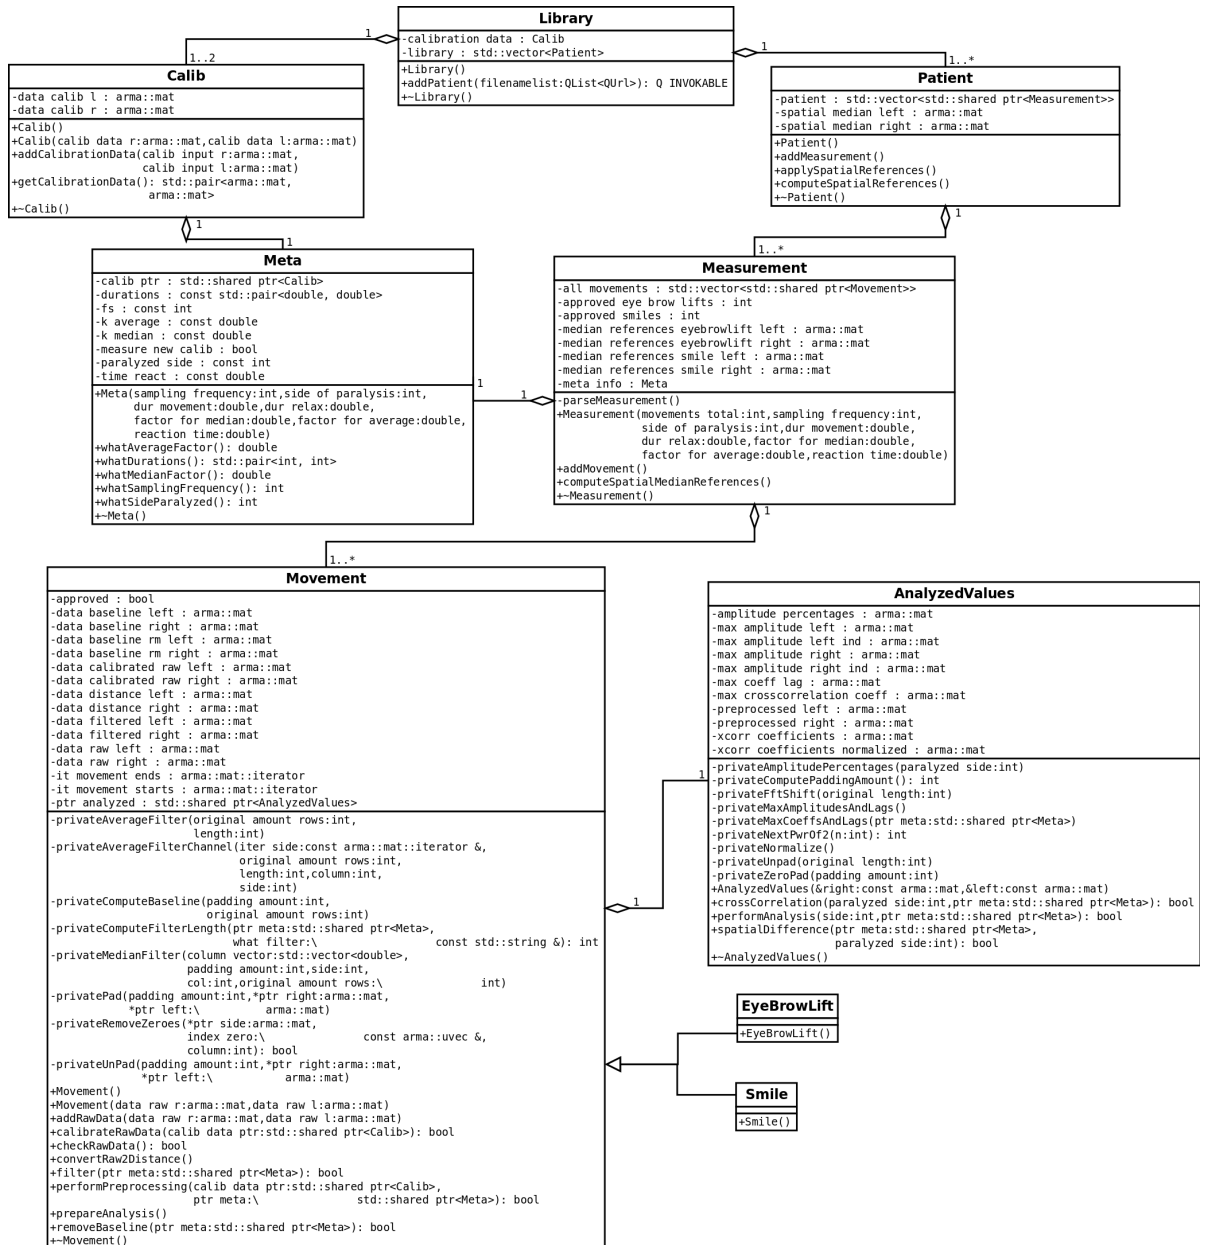 Library
-calibration data : Calib
-library : std::vector<Patient>
+Library()
+addPatient(filenamelist:QList<QUrl>): Q INVOKABLE
+~Library()
1
1..2
1
1..*
Calib
-data calib l : arma::mat
-data calib r : arma::mat
+Calib()
+Calib(calib data r:arma::mat,calib data l:arma::mat)
+addCalibrationData(calib input r:arma::mat,
calib input l:arma::mat)
+getCalibrationData(): std::pair<arma::mat,
arma::mat>
+~Calib()
Patient
-patient : std::vector<std::shared ptr<Measurement>>
-spatial median left : arma::mat
-spatial median right : arma::mat
+Patient()
+addMeasurement()
+applySpatialReferences()
+computeSpatialReferences()
+~Patient()
1
1
1
1..*
Meta
-calib ptr : std::shared ptr<Calib>
-durations : const std::pair<double, double>
-fs : const int
-k average : const double
-k median : const double
-measure new calib : bool
-paralyzed side : const int
-time react : const double
+Meta(sampling frequency:int,side of paralysis:int,
dur movement:double,dur relax:double,
factor for median:double,factor for average:double,
reaction time:double)
+whatAverageFactor(): double
+whatDurations(): std::pair<int, int>
+whatMedianFactor(): double
+whatSamplingFrequency(): int
+whatSideParalyzed(): int
+~Meta()
1
1
Measurement
-all movements : std::vector<std::shared ptr<Movement>>
-approved eye brow lifts : int
-approved smiles : int
-median references eyebrowlift left : arma::mat
-median references eyebrowlift right : arma::mat
-median references smile left : arma::mat
-median references smile right : arma::mat
-meta info : Meta
-parseMeasurement()
+Measurement(movements total:int,sampling frequency:int,
side of paralysis:int,dur movement:double,
dur relax:double,factor for median:double,
factor for average:double,reaction time:double)
+addMovement()
+computeSpatialMedianReferences()
+~Measurement()
1
1..*
Movement
-approved : bool
-data baseline left : arma::mat
-data baseline right : arma::mat
-data baseline rm left : arma::mat
-data baseline rm right : arma::mat
-data calibrated raw left : arma::mat
-data calibrated raw right : arma::mat
-data distance left : arma::mat
-data distance right : arma::mat
-data filtered left : arma::mat
-data filtered right : arma::mat
-data raw left : arma::mat
-data raw right : arma::mat
-it movement ends : arma::mat::iterator
-it movement starts : arma::mat::iterator
-ptr analyzed : std::shared ptr<AnalyzedValues>
-privateAverageFilter(original amount rows:int,
length:int)
-privateAverageFilterChannel(iter side:const arma::mat::iterator &,
original amount rows:int,
length:int,column:int,
side:int)
-privateComputeBaseline(padding amount:int,
original amount rows:int)
-privateComputeFilterLength(ptr meta:std::shared ptr<Meta>,
what filter:\ const std::string &): int
-privateMedianFilter(column vector:std::vector<double>,
padding amount:int,side:int,
col:int,original amount rows:\ int)
-privatePad(padding amount:int,*ptr right:arma::mat,
*ptr left:\ arma::mat)
-privateRemoveZeroes(*ptr side:arma::mat,
index zero:\ const arma::uvec &,
column:int): bool
-privateUnPad(padding amount:int,*ptr right:arma::mat,
*ptr left:\ arma::mat)
+Movement()
+Movement(data raw r:arma::mat,data raw l:arma::mat)
+addRawData(data raw r:arma::mat,data raw l:arma::mat)
+calibrateRawData(calib data ptr:std::shared ptr<Calib>): bool
+checkRawData(): bool
+convertRaw2Distance()
+filter(ptr meta:std::shared ptr<Meta>): bool
+performPreprocessing(calib data ptr:std::shared ptr<Calib>,
ptr meta:\ std::shared ptr<Meta>): bool
+prepareAnalysis()
+removeBaseline(ptr meta:std::shared ptr<Meta>): bool
+~Movement()
1
1
AnalyzedValues
-amplitude percentages : arma::mat
-max amplitude left : arma::mat
-max amplitude left ind : arma::mat
-max amplitude right : arma::mat
-max amplitude right ind : arma::mat
-max coeff lag : arma::mat
-max crosscorrelation coeff : arma::mat
-preprocessed left : arma::mat
-preprocessed right : arma::mat
-xcorr coefficients : arma::mat
-xcorr coefficients normalized : arma::mat
-privateAmplitudePercentages(paralyzed side:int)
-privateComputePaddingAmount(): int
-privateFftShift(original length:int)
-privateMaxAmplitudesAndLags()
-privateMaxCoeffsAndLags(ptr meta:std::shared ptr<Meta>)
-privateNextPwrOf2(n:int): int
-privateNormalize()
-privateUnpad(original length:int)
-privateZeroPad(padding amount:int)
+AnalyzedValues(&right:const arma::mat,&left:const arma::mat)
+crossCorrelation(paralyzed side:int,ptr meta:std::shared ptr<Meta>): bool
+performAnalysis(side:int,ptr meta:std::shared ptr<Meta>): bool
+spatialDifference(ptr meta:std::shared ptr<Meta>,
paralyzed side:int): bool
+~AnalyzedValues()
EyeBrowLift
+EyeBrowLift()
Smile
+Smile()